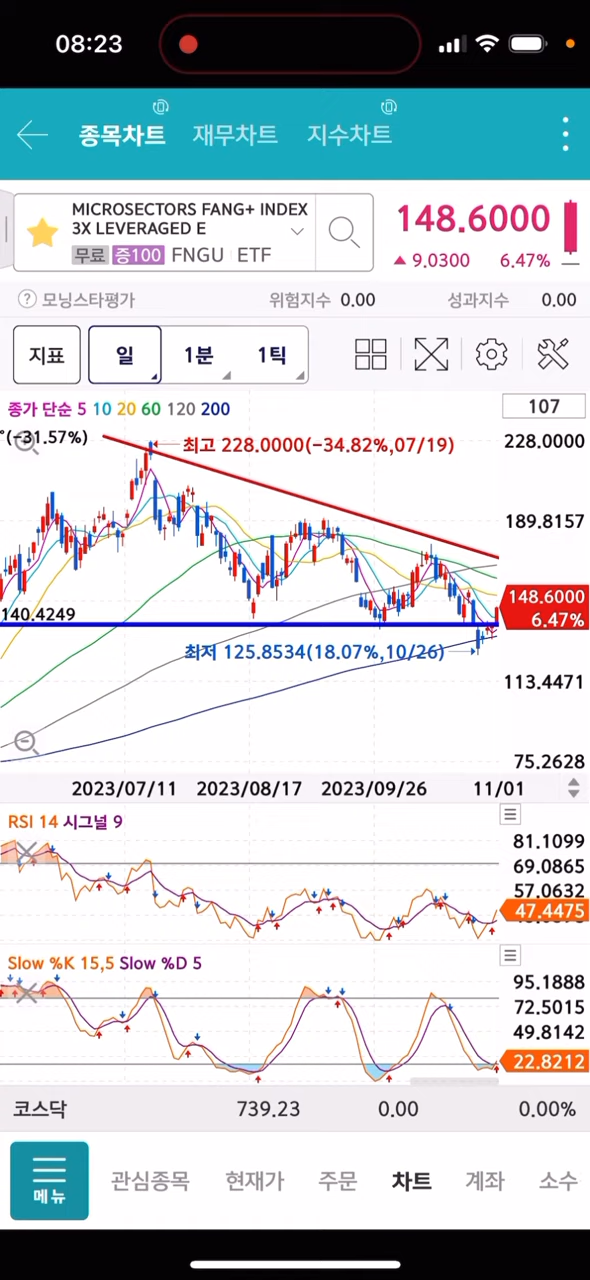 08:23
종목차트 재무차트 지수차트
MICROSECTORS FANG+ INDEX
3X LEVERAGED E
무료 증100 FNGU ETF
148.6000
▲ 9.0300 6.47%
? 모닝스타평가 위험지수 0.00 성과지수 0.00
지표 일 1분 1틱
종가 단순 5 10 20 60 120 200
107
(-31.57%)
최고 228.0000(-34.82%,07/19)
228.0000
189.8157
148.6000
6.47%
140.4249
최저 125.8534(18.07%,10/26)
113.4471
75.2628
2023/07/11 2023/08/17 2023/09/26 11/01
RSI 14 시그널 9
81.1099
69.0865
57.0632
47.4475
Slow %K 15,5 Slow %D 5
95.1888
72.5015
49.8142
22.8212
코스닥 739.23 0.00 0.00%
메뉴 관심종목 현재가 주문 차트 계좌 소수